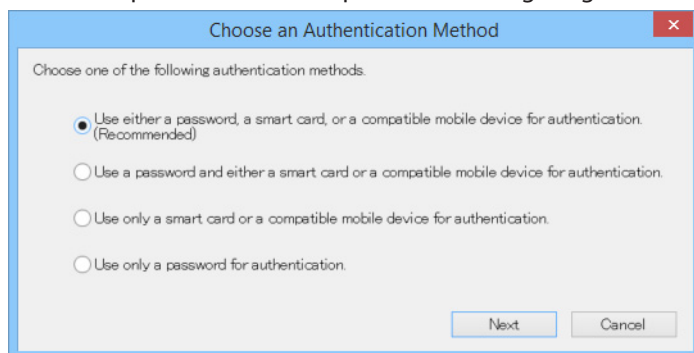 Choose an Authentication Method
Choose one of the following authentication methods.
Use either a password, a smart card, or a compatible mobile device for authentication.
(Recommended)
Use a password and either a smart card or a compatible mobile device for authentication.
Use only a smart card or a compatible mobile device for authentication.
Use only a password for authentication.
Next Cancel